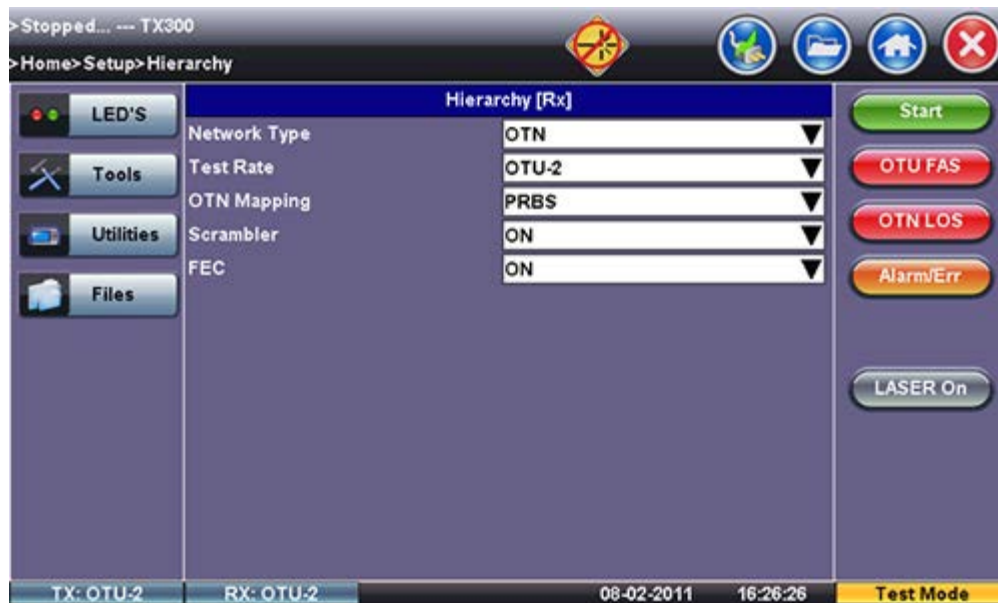 >Stopped... --- TX300
>Home>Setup>Hierarchy
LED'S
Tools
Utilities
Files
Hierarchy [Rx]
Network Type OTN
Test Rate OTU-2
OTN Mapping PRBS
Scrambler ON
FEC ON
Start
OTU FAS
OTN LOS
Alarm/Err
LASER On
TX: OTU-2 RX: OTU-2 08-02-2011 16:26:26 Test Mode